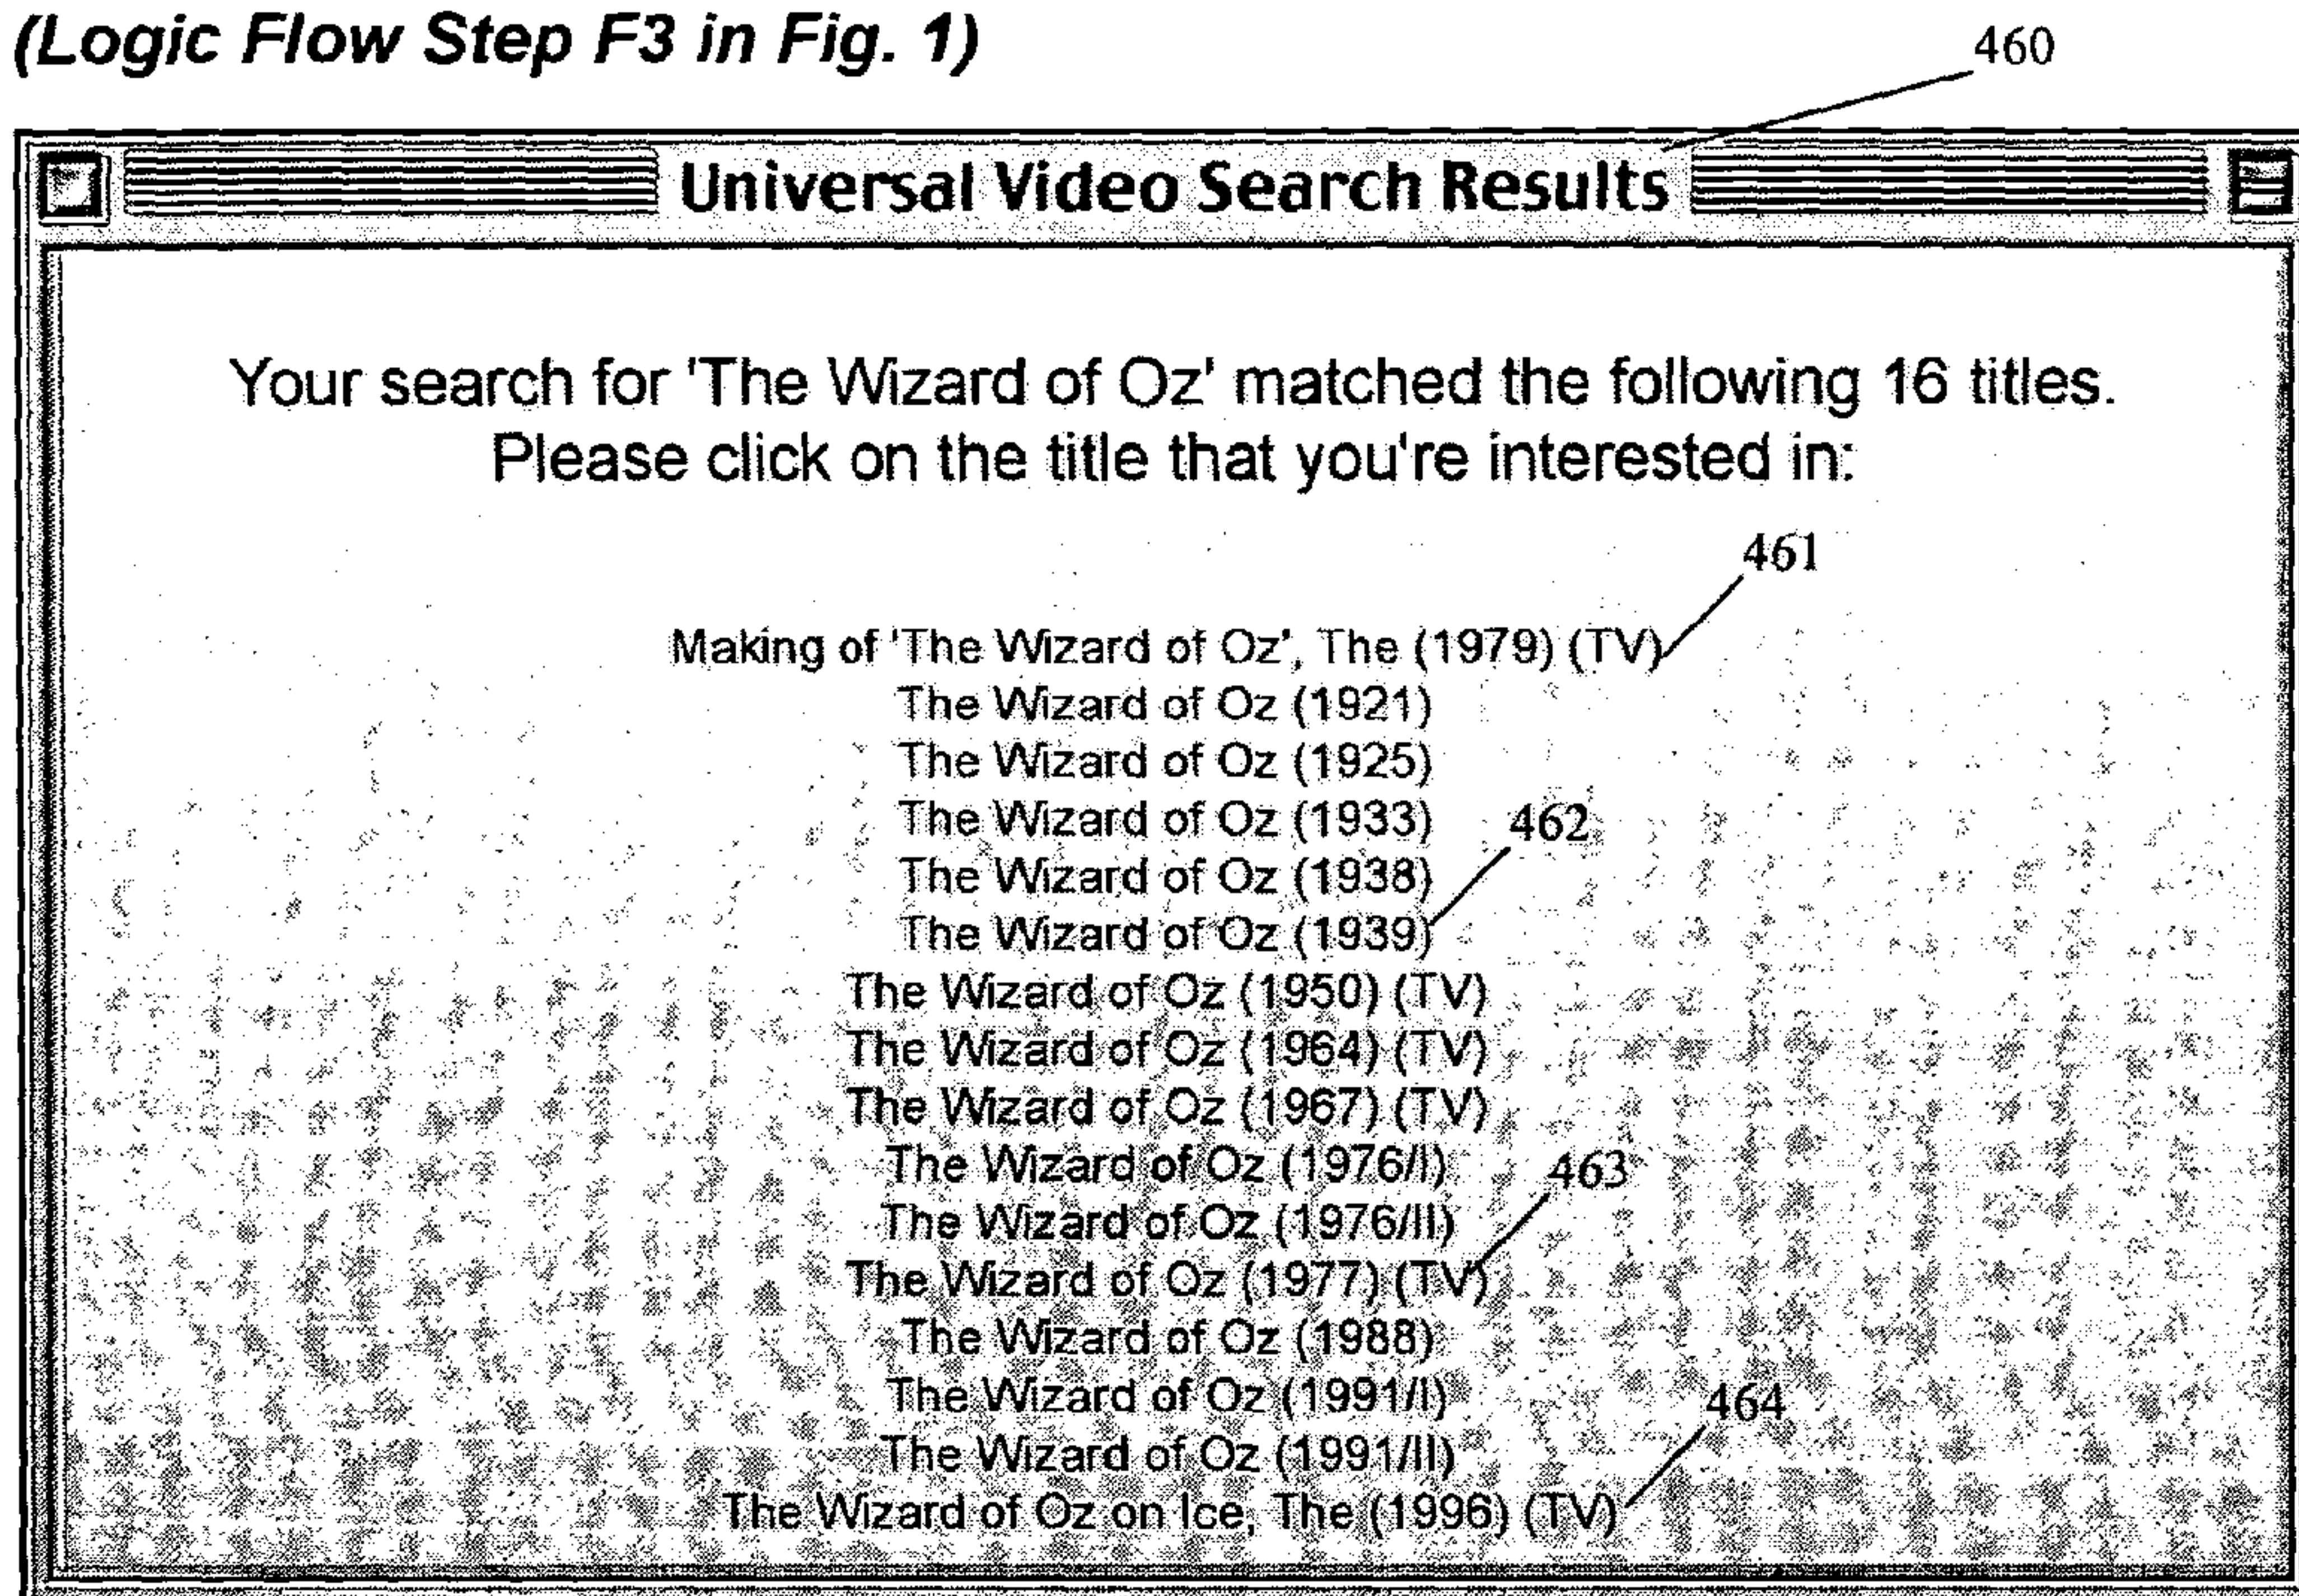 (Logic Flow Step F3 in Fig. 1)
460
Universal Video Search Results
Your search for 'The Wizard of Oz' matched the following 16 titles.
Please click on the title that you're interested in:
461
Making of 'The Wizard of Oz', The (1979) (TV)
The Wizard of Oz (1921)
The Wizard of Oz (1925)
The Wizard of Oz (1933) 462
The Wizard of Oz (1938)
The Wizard of Oz (1939)
The Wizard of Oz (1950) (TV)
The Wizard of Oz (1964) (TV)
The Wizard of Oz (1967) (TV)
The Wizard of Oz (1976/I) 463
The Wizard of Oz (1976/II)
The Wizard of Oz (1977) (TV)
The Wizard of Oz (1988)
The Wizard of Oz (1991/I) 464
The Wizard of Oz (1991/II)
The Wizard of Oz on Ice, The (1996) (TV)